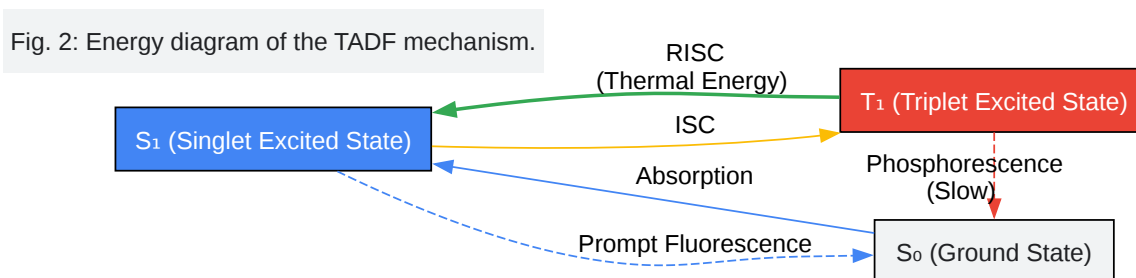 Fig. 2: Energy diagram of the TADF mechanism.
RISC
(Thermal Energy)
T₁ (Triplet Excited State)
S₁ (Singlet Excited State)
ISC
Absorption
Phosphorescence
(Slow)
Prompt Fluorescence
S₀ (Ground State)